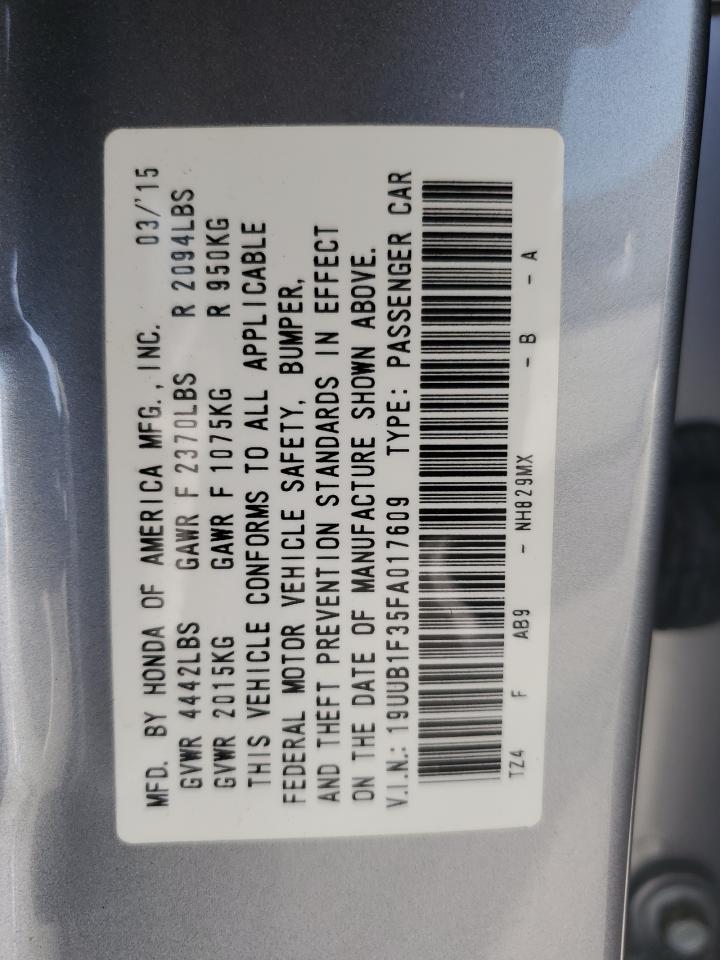 MFD. BY HONDA OF AMERICA MFG., INC. 03/'15
GVWR 4442LBS GAWR F 2370LBS R 2094LBS
GVWR 2015KG GAWR F 1075KG R 950KG
THIS VEHICLE CONFORMS TO ALL APPLICABLE
FEDERAL MOTOR VEHICLE SAFETY, BUMPER,
AND THEFT PREVENTION STANDARDS IN EFFECT
ON THE DATE OF MANUFACTURE SHOWN ABOVE.
V.I.N.: 19UUB1F35FA017609 TYPE: PASSENGER CAR
TZ4 F AB9 - NH829MX - B - A